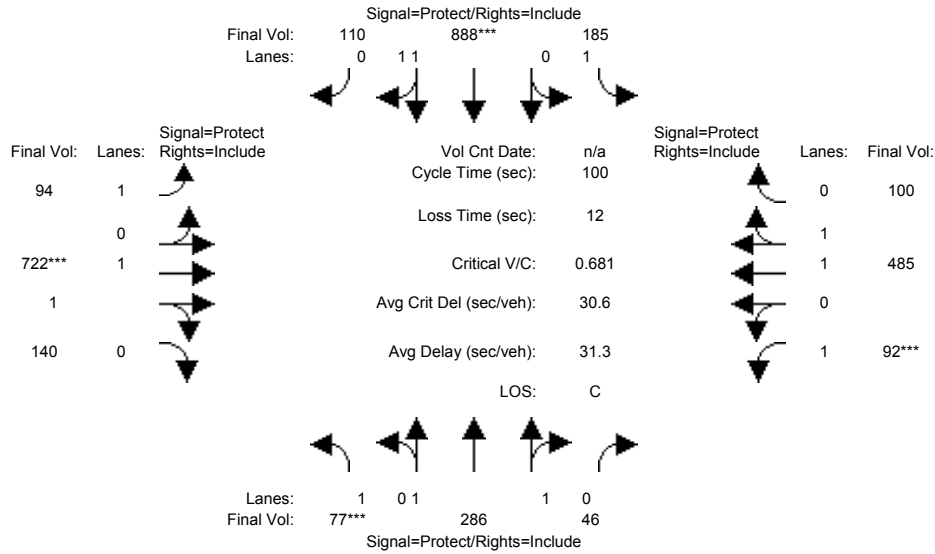 Signal=Protect/Rights=Include
Final Vol: 110 888*** 185
Lanes: 0 1 1 0 1
Signal=Protect
Final Vol: Lanes: Rights=Include
Vol Cnt Date: n/a
Signal=Protect
Rights=Include Lanes: Final Vol:
Cycle Time (sec): 100
94 1
0 100
Loss Time (sec): 12
0
1
722*** 1
Critical V/C: 0.681
1 485
1
Avg Crit Del (sec/veh): 30.6
0
140 0
Avg Delay (sec/veh): 31.3
1 92***
LOS: C
Lanes: 1 0 1 1 0
Final Vol: 77*** 286 46
Signal=Protect/Rights=Include